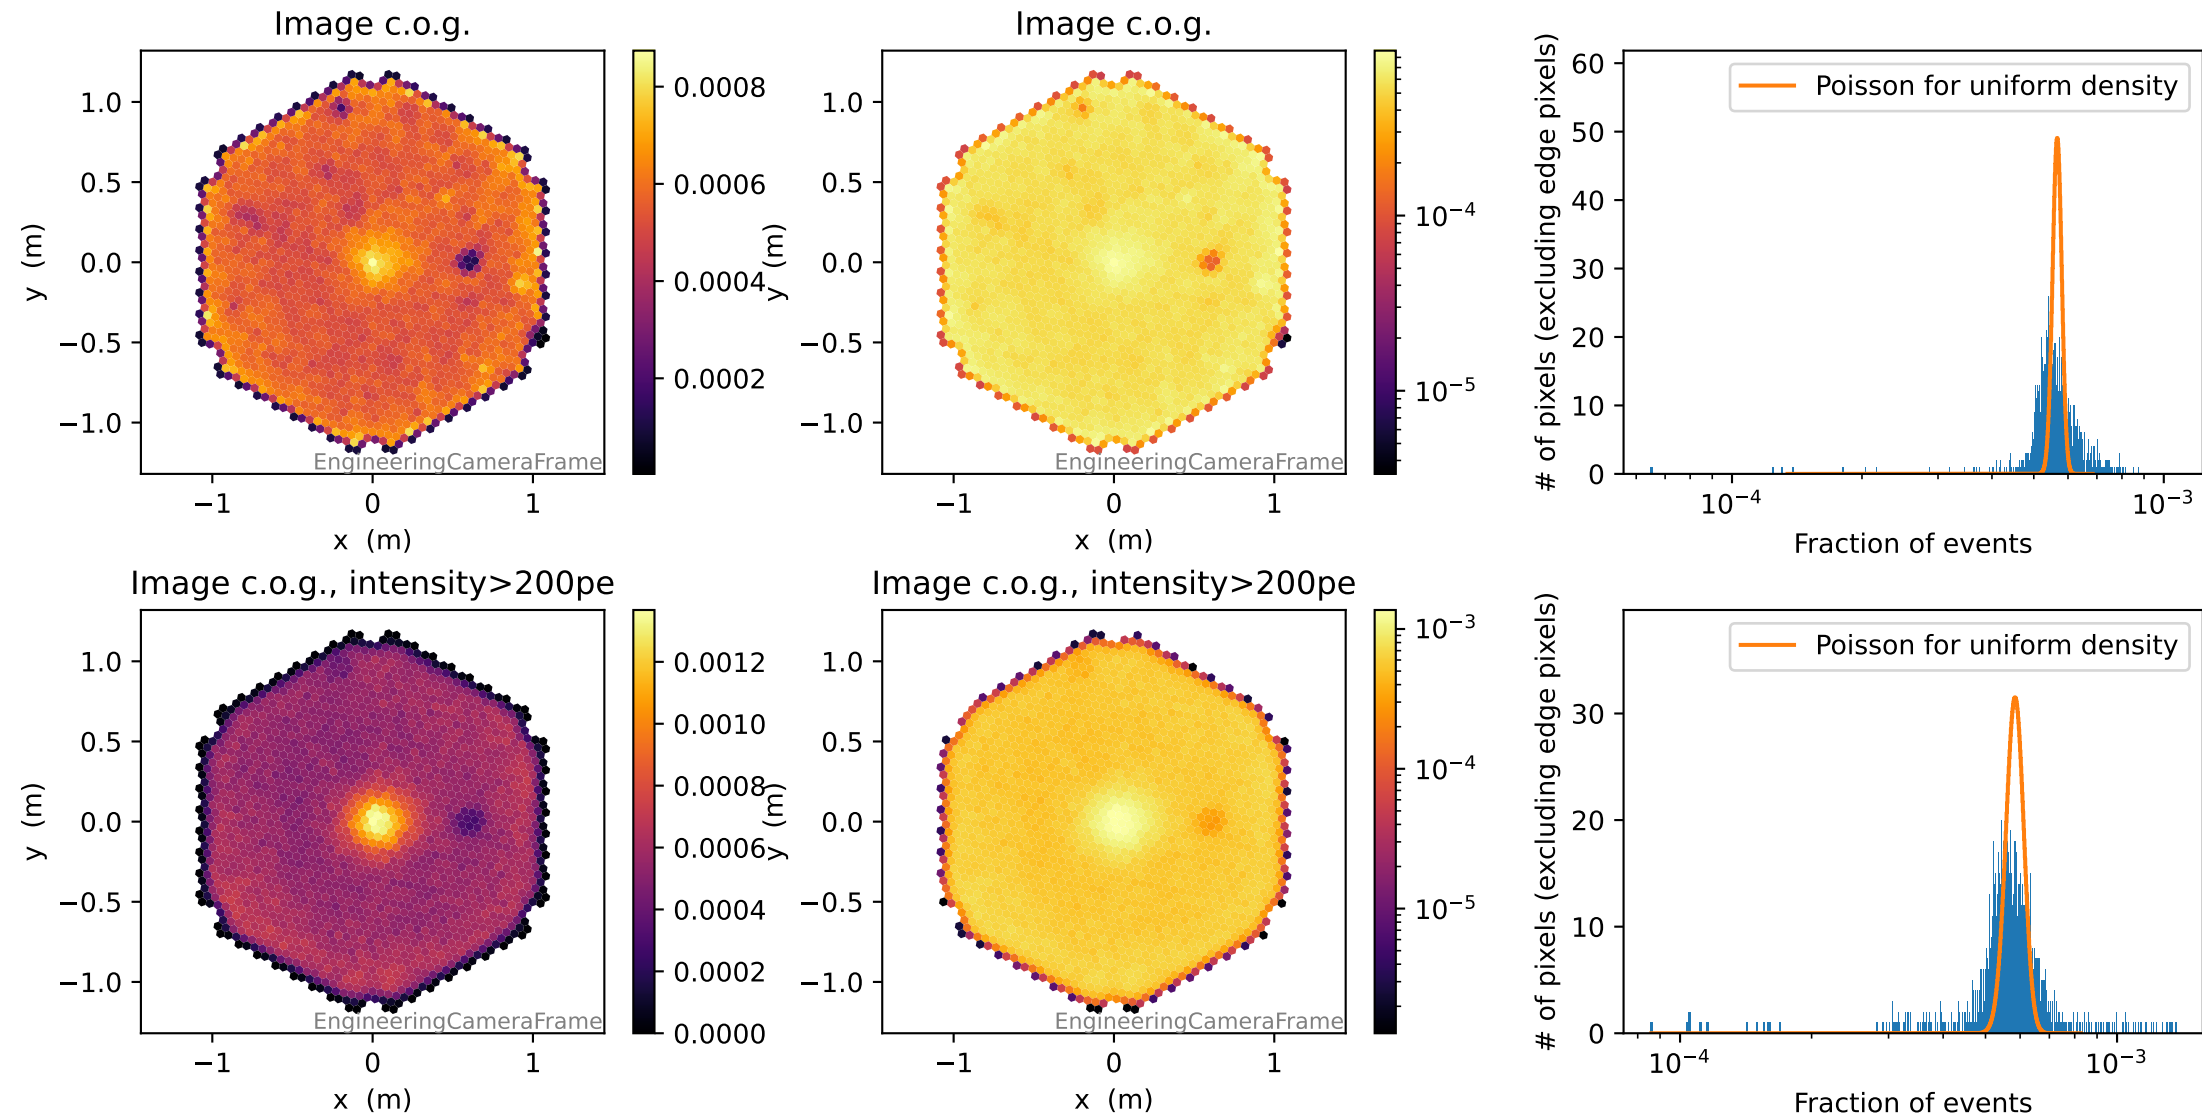 Image c.o.g.
1.0
0.5
0.0
−0.5
−1.0
y (m)
−1
0
1
x (m)
EngineeringCameraFrame
0.0008
0.0006
0.0004
0.0002
Image c.o.g.
1.0
0.5
0.0
−0.5
−1.0
y (m)
−1
0
1
x (m)
EngineeringCameraFrame
10⁻⁴
10⁻⁵
# of pixels (excluding edge pixels)
60
50
40
30
20
10
0
Poisson for uniform density
10⁻⁴
10⁻³
Fraction of events
Image c.o.g., intensity>200pe
1.0
0.5
0.0
−0.5
−1.0
y (m)
−1
0
1
x (m)
EngineeringCameraFrame
0.0012
0.0010
0.0008
0.0006
0.0004
0.0002
0.0000
Image c.o.g., intensity>200pe
1.0
0.5
0.0
−0.5
−1.0
y (m)
−1
0
1
x (m)
EngineeringCameraFrame
10⁻³
10⁻⁴
10⁻⁵
# of pixels (excluding edge pixels)
30
20
10
0
Poisson for uniform density
10⁻⁴
10⁻³
Fraction of events